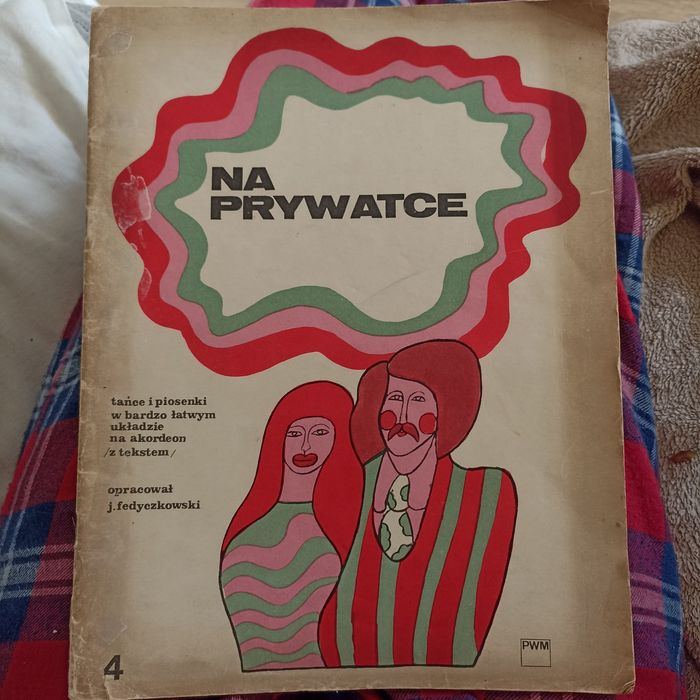 NA
PRYWATCE
tańce i piosenki
w bardzo łatwym
układzie
na akordeon
/z tekstem/
opracował
j.fedyczkowski
4
PWM